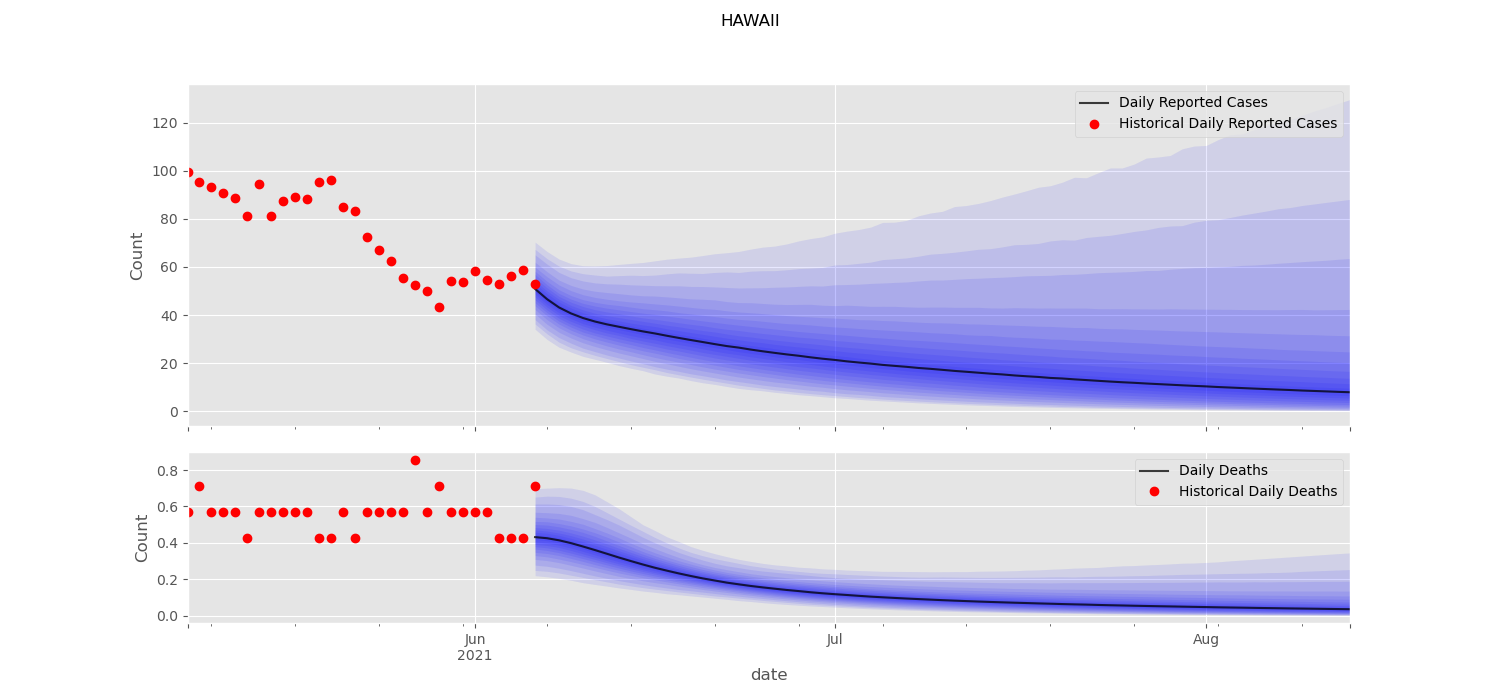 HAWAII
Daily Reported Cases
Historical Daily Reported Cases
120
100
80
60
40
20
0
Count
Daily Deaths
Historical Daily Deaths
0.8
0.6
0.4
0.2
0.0
Count
Jun
2021
Jul
Aug
date